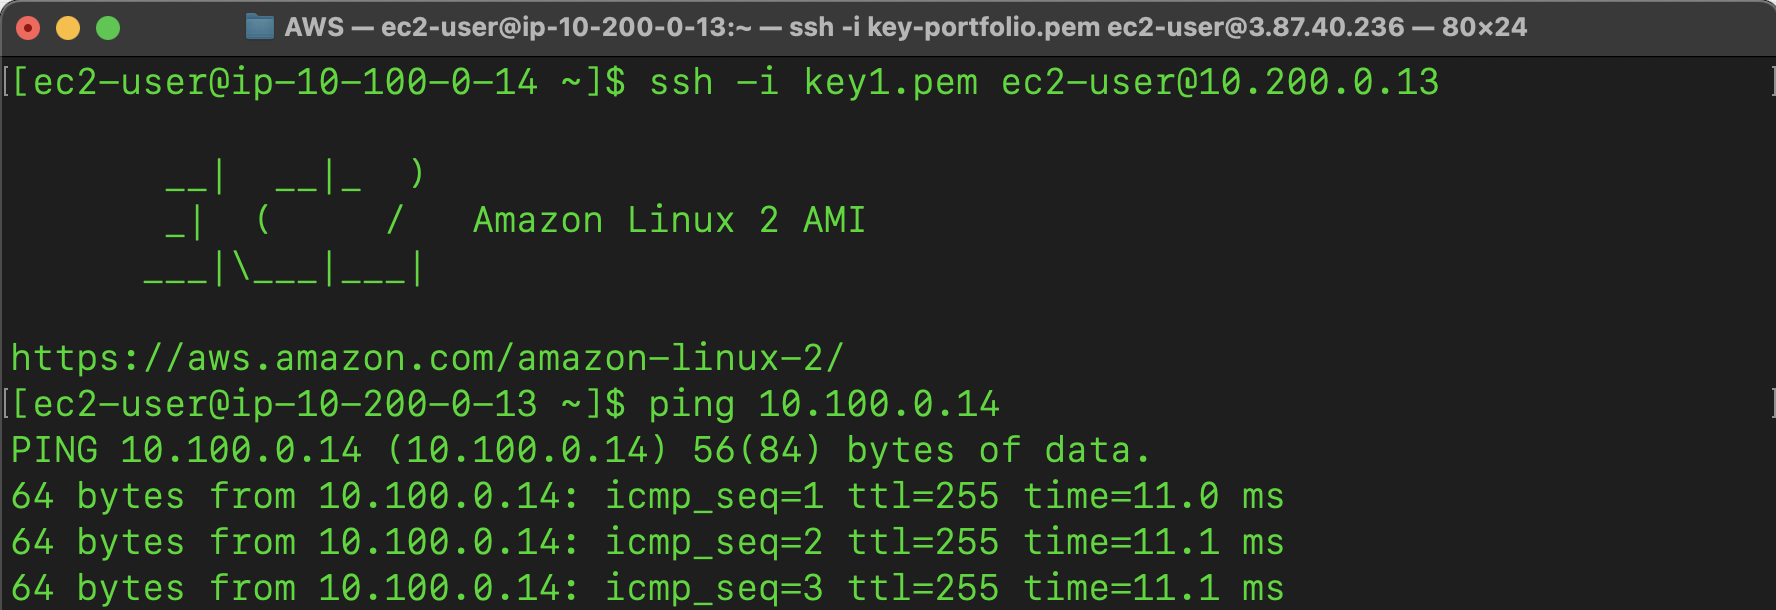 AWS — ec2-user@ip-10-200-0-13:~ — ssh -i key-portfolio.pem ec2-user@3.87.40.236 — 80×24
[[ec2-user@ip-10-100-0-14 ~]$ ssh -i key1.pem ec2-user@10.200.0.13 ]

       __|  __|_  )
       _|  (     /   Amazon Linux 2 AMI
      ___|\___|___|

https://aws.amazon.com/amazon-linux-2/
[[ec2-user@ip-10-200-0-13 ~]$ ping 10.100.0.14 ]
PING 10.100.0.14 (10.100.0.14) 56(84) bytes of data.
64 bytes from 10.100.0.14: icmp_seq=1 ttl=255 time=11.0 ms
64 bytes from 10.100.0.14: icmp_seq=2 ttl=255 time=11.1 ms
64 bytes from 10.100.0.14: icmp_seq=3 ttl=255 time=11.1 ms